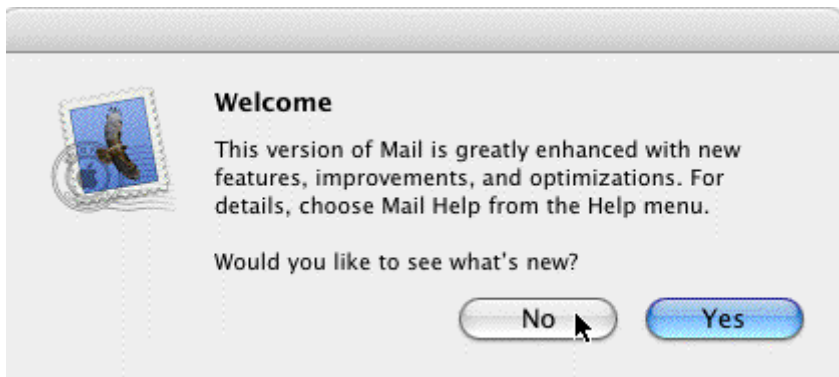 Welcome
This version of Mail is greatly enhanced with new
features, improvements, and optimizations. For
details, choose Mail Help from the Help menu.
Would you like to see what's new?
No
Yes